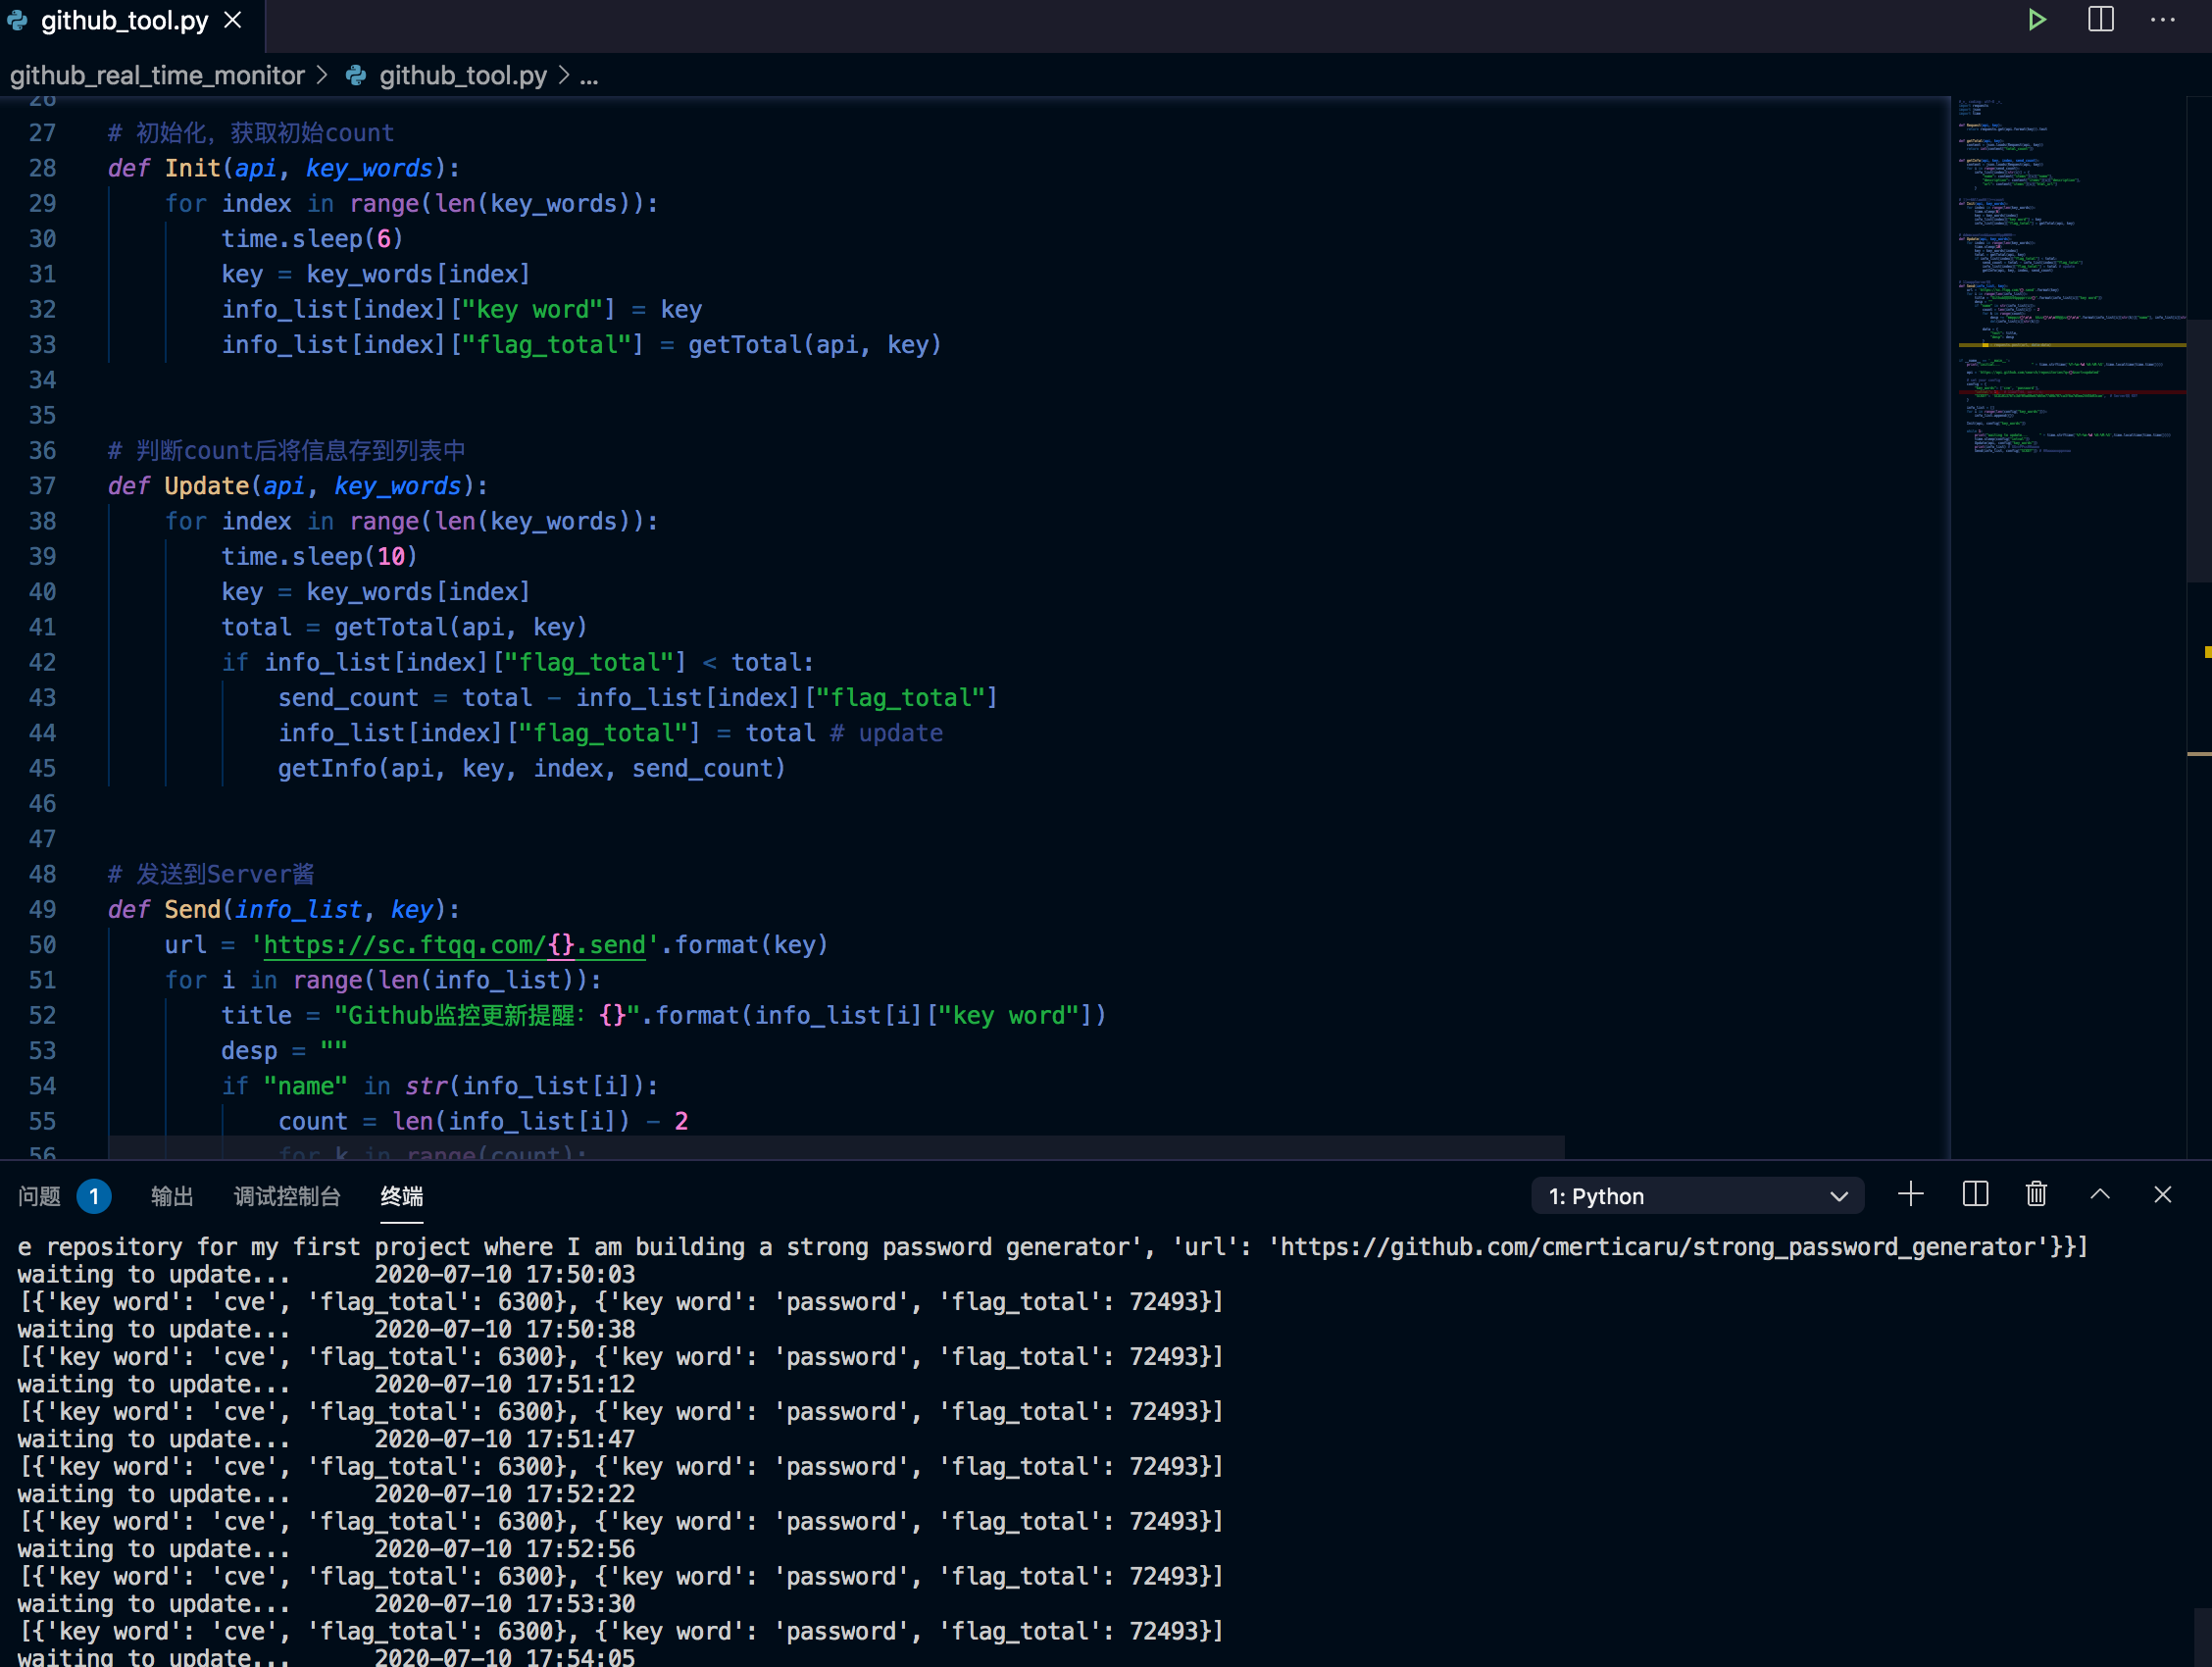 github_tool.py
github_real_time_monitor > github_tool.py > ...
26
27 # 初始化，获取初始count
28 def Init(api, key_words):
29 for index in range(len(key_words)):
30 time.sleep(6)
31 key = key_words[index]
32 info_list[index]["key word"] = key
33 info_list[index]["flag_total"] = getTotal(api, key)
34
35
36 # 判断count后将信息存到列表中
37 def Update(api, key_words):
38 for index in range(len(key_words)):
39 time.sleep(10)
40 key = key_words[index]
41 total = getTotal(api, key)
42 if info_list[index]["flag_total"] < total:
43 send_count = total - info_list[index]["flag_total"]
44 info_list[index]["flag_total"] = total # update
45 getInfo(api, key, index, send_count)
46
47
48 # 发送到Server酱
49 def Send(info_list, key):
50 url = 'https://sc.ftqq.com/{}.send'.format(key)
51 for i in range(len(info_list)):
52 title = "Github监控更新提醒：{}".format(info_list[i]["key word"])
53 desp = ""
54 if "name" in str(info_list[i]):
55 count = len(info_list[i]) - 2
56 for k in range(count):
问题 1 输出 调试控制台 终端 1: Python
e repository for my first project where I am building a strong password generator', 'url': 'https://github.com/cmerticaru/strong_password_generator'}}]
waiting to update... 2020-07-10 17:50:03
[{'key word': 'cve', 'flag_total': 6300}, {'key word': 'password', 'flag_total': 72493}]
waiting to update... 2020-07-10 17:50:38
[{'key word': 'cve', 'flag_total': 6300}, {'key word': 'password', 'flag_total': 72493}]
waiting to update... 2020-07-10 17:51:12
[{'key word': 'cve', 'flag_total': 6300}, {'key word': 'password', 'flag_total': 72493}]
waiting to update... 2020-07-10 17:51:47
[{'key word': 'cve', 'flag_total': 6300}, {'key word': 'password', 'flag_total': 72493}]
waiting to update... 2020-07-10 17:52:22
[{'key word': 'cve', 'flag_total': 6300}, {'key word': 'password', 'flag_total': 72493}]
waiting to update... 2020-07-10 17:52:56
[{'key word': 'cve', 'flag_total': 6300}, {'key word': 'password', 'flag_total': 72493}]
waiting to update... 2020-07-10 17:53:30
[{'key word': 'cve', 'flag_total': 6300}, {'key word': 'password', 'flag_total': 72493}]
waiting to update... 2020-07-10 17:54:05